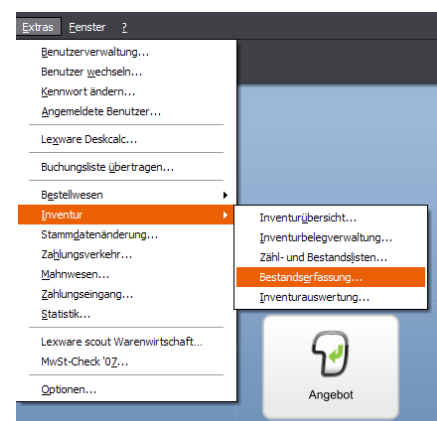 Extras Fenster ?
Benutzerverwaltung...
Benutzer wechseln...
Kennwort ändern...
Angemeldete Benutzer...
Lexware Deskcalc...
Buchungsliste übertragen...
Bestellwesen
Inventur
Stammdatenänderung...
Zahlungsverkehr...
Mahnwesen...
Zahlungseingang...
Statistik...
Lexware scout Warenwirtschaft...
MwSt-Check '07...
Optionen...
Inventurübersicht...
Inventurbelegverwaltung...
Zähl- und Bestandslisten...
Bestandserfassung...
Inventurauswertung...
Angebot